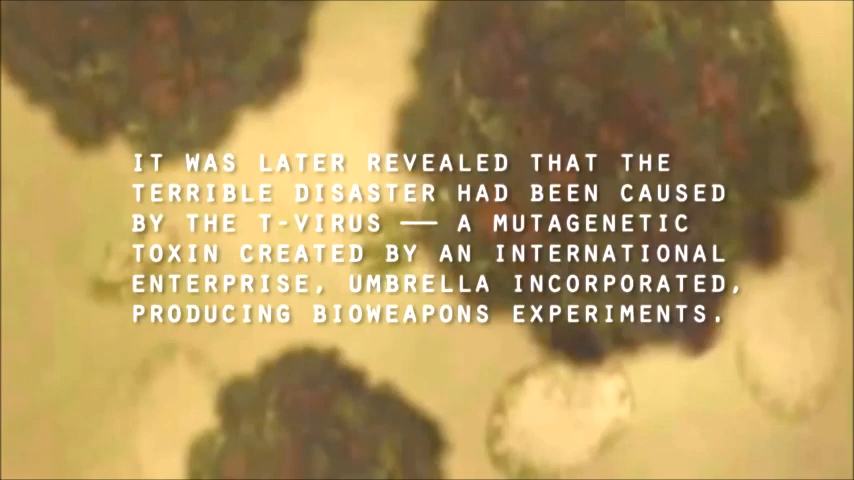 IT WAS LATER REVEALED THAT THE
TERRIBLE DISASTER HAD BEEN CAUSED
BY THE T-VIRUS — A MUTAGENETIC
TOXIN CREATED BY AN INTERNATIONAL
ENTERPRISE, UMBRELLA INCORPORATED,
PRODUCING BIOWEAPONS EXPERIMENTS.